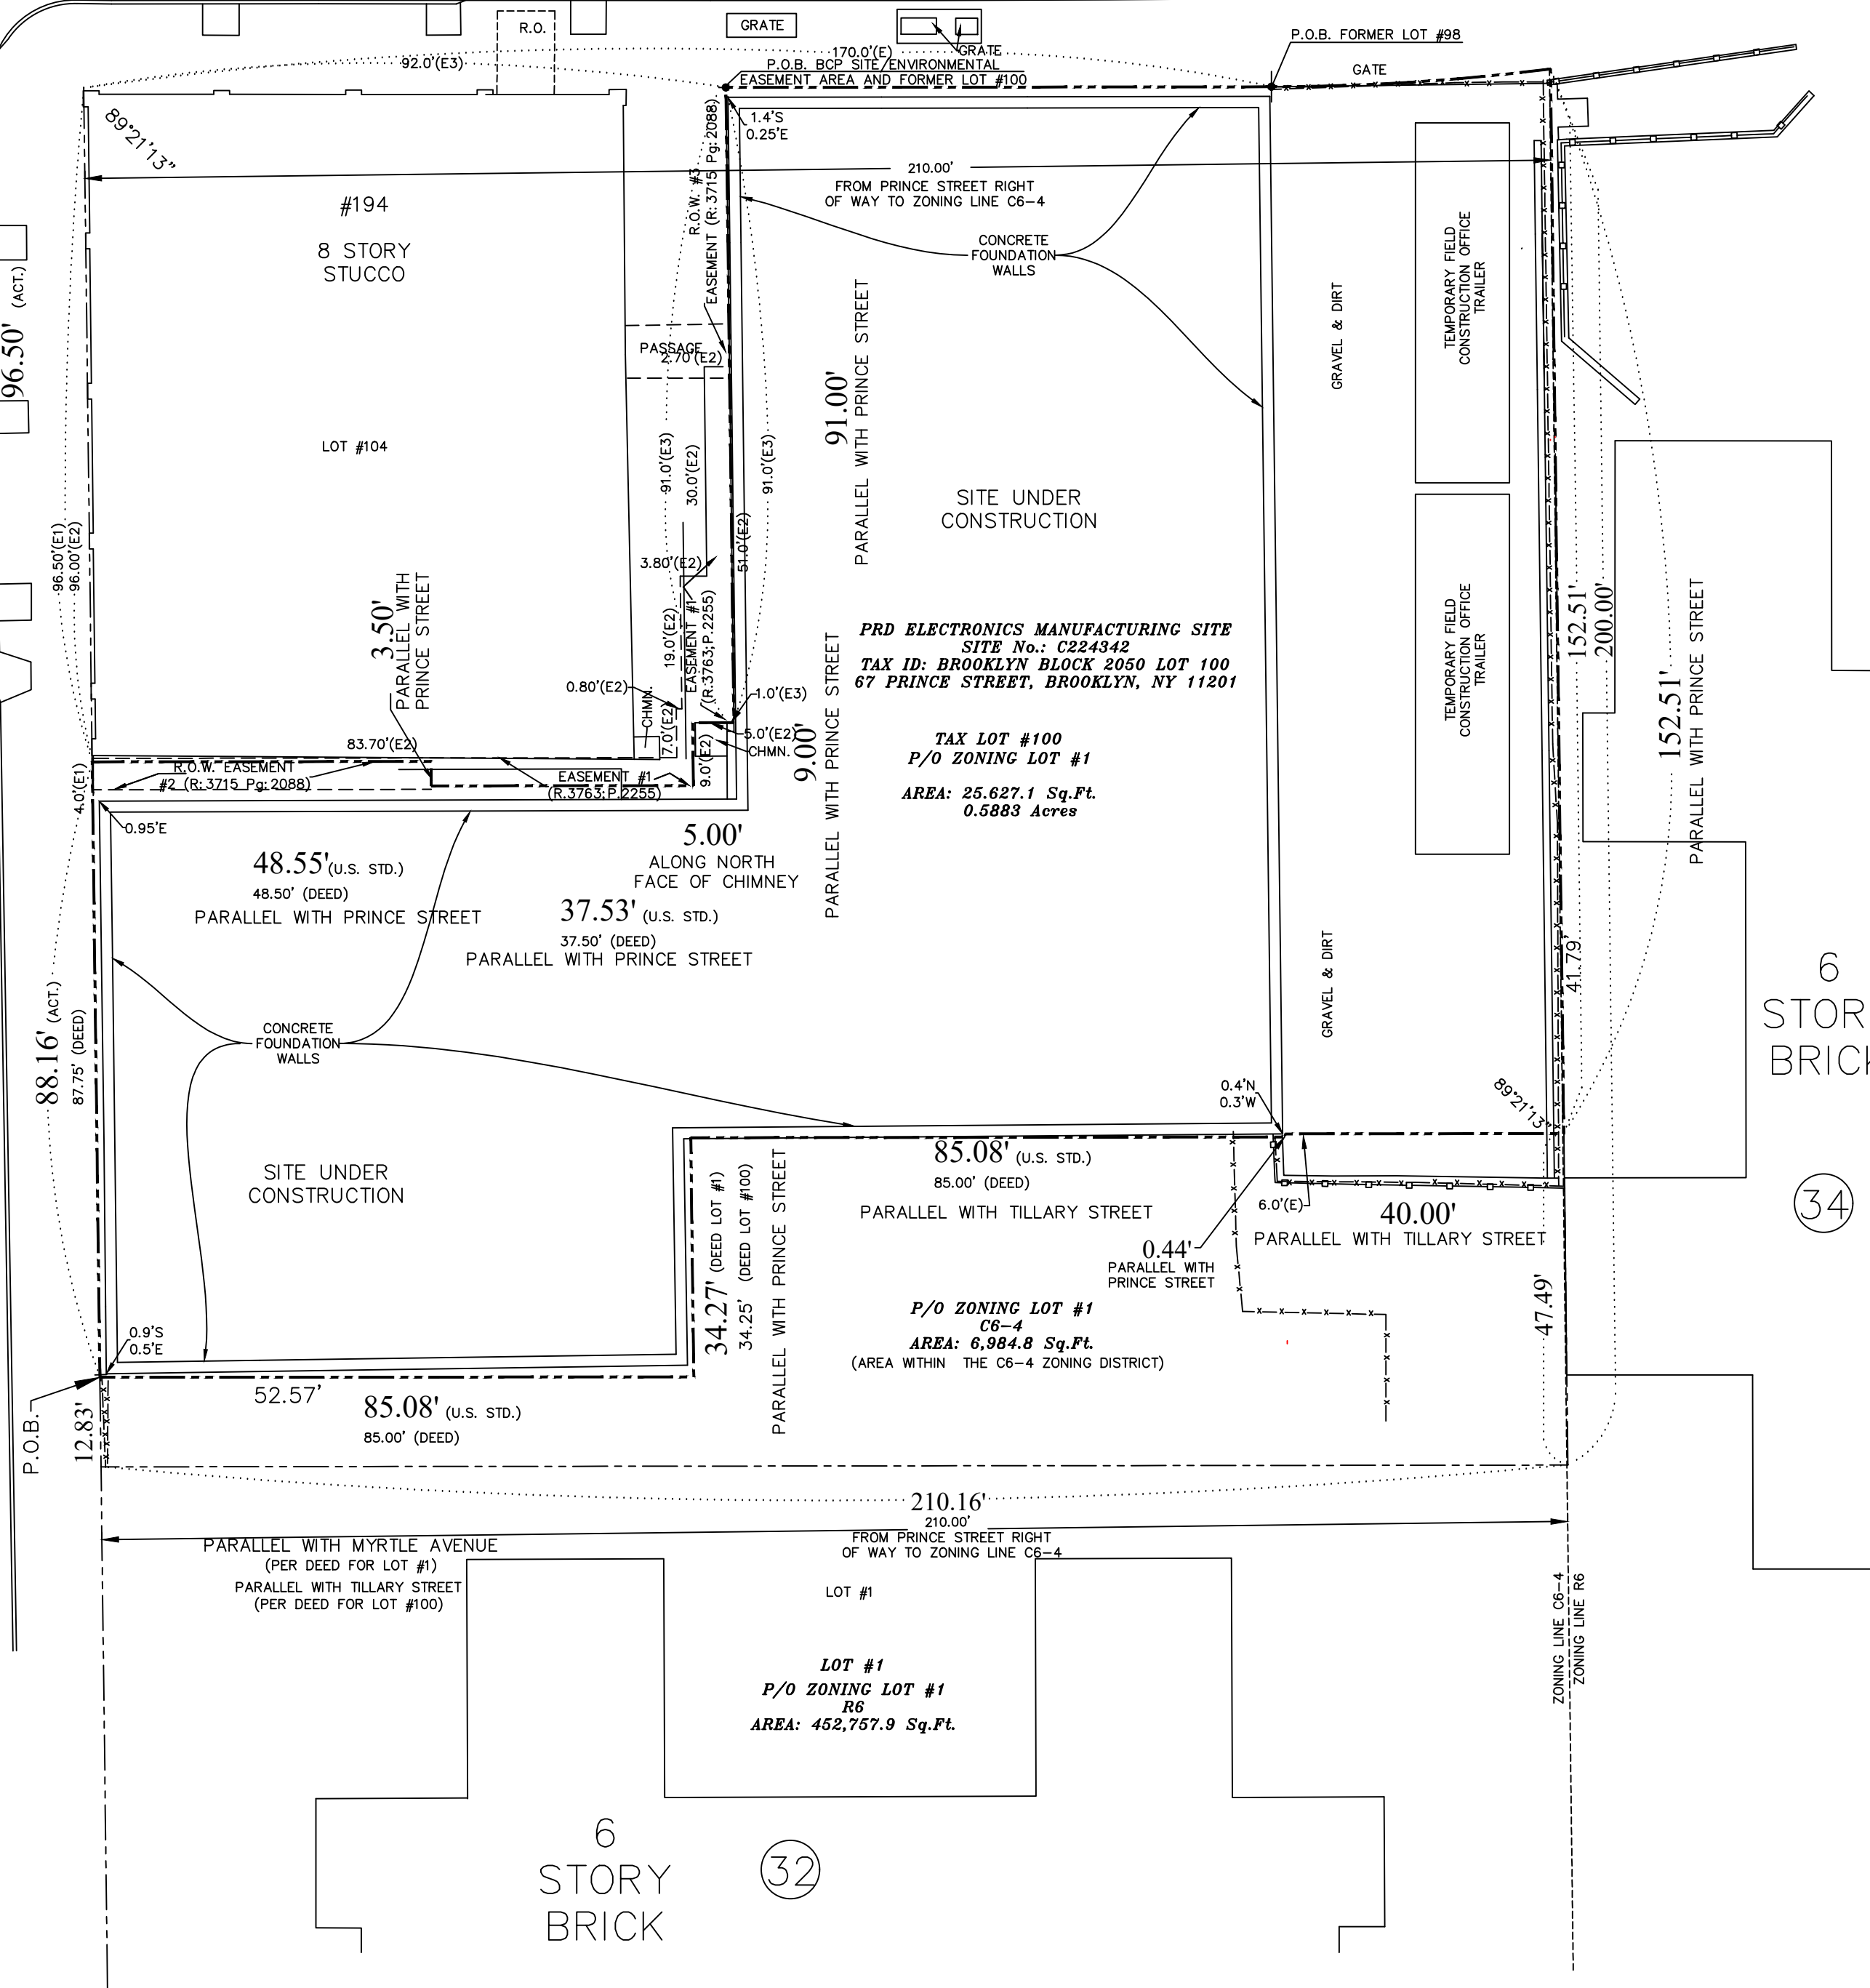 R.O.
GRATE
GRATE
P.O.B. FORMER LOT #98
GATE
92.0'(E3)
170.0'(E)
P.O.B. BCP SITE/ENVIRONMENTAL
EASEMENT AREA AND FORMER LOT #100
89°21'13"
1.4'S
0.25'E
210.00'
FROM PRINCE STREET RIGHT
OF WAY TO ZONING LINE C6-4
#194
8 STORY
STUCCO
LOT #104
96.50' (ACT.)
R.O.W. #3
EASEMENT (R: 3715 Pg: 2088)
CONCRETE
FOUNDATION
WALLS
PASSAGE
2.70'(E2)
91.00'
PARALLEL WITH PRINCE STREET
GRAVEL & DIRT
TEMPORARY FIELD
CONSTRUCTION OFFICE
TRAILER
91.0'(E3)
30.0'(E2)
91.0'(E3)
SITE UNDER
CONSTRUCTION
96.50'(E1)
96.00'(E2)
51.0'(E2)
3.80'(E2)
3.50'
PARALLEL WITH
PRINCE STREET
19.0'(E2)
EASEMENT #1
(R:3763;P.2255)
PRD ELECTRONICS MANUFACTURING SITE
SITE No.: C224342
TAX ID: BROOKLYN BLOCK 2050 LOT 100
67 PRINCE STREET, BROOKLYN, NY 11201
TEMPORARY FIELD
CONSTRUCTION OFFICE
TRAILER
152.51'
200.00'
152.51'
PARALLEL WITH PRINCE STREET
0.80'(E2)
CHMN.
1.0'(E3)
7.0'(E2)
5.0'(E2)
CHMN.
9.0'(E2)
9.00'
PARALLEL WITH PRINCE STREET
TAX LOT #100
P/O ZONING LOT #1
AREA: 25.627.1 Sq.Ft.
0.5883 Acres
83.70'(E2)
R.O.W. EASEMENT
#2 (R: 3715 Pg: 2088)
EASEMENT #1
(R.3763;P.2255)
4.0'(E1)
0.95'E
5.00'
ALONG NORTH
FACE OF CHIMNEY
48.55'(U.S. STD.)
48.50' (DEED)
PARALLEL WITH PRINCE STREET
37.53' (U.S. STD.)
37.50' (DEED)
PARALLEL WITH PRINCE STREET
GRAVEL & DIRT
41.79'
6
STOR
BRICK
34
88.16' (ACT.)
87.75' (DEED)
CONCRETE
FOUNDATION
WALLS
0.4'N
0.3'W
89°21'13"
SITE UNDER
CONSTRUCTION
34.27' (DEED LOT #1)
34.25' (DEED LOT #100)
PARALLEL WITH PRINCE STREET
85.08' (U.S. STD.)
85.00' (DEED)
PARALLEL WITH TILLARY STREET
6.0'(E)
40.00'
PARALLEL WITH TILLARY STREET
0.44'
PARALLEL WITH
PRINCE STREET
47.49'
P/O ZONING LOT #1
C6-4
AREA: 6,984.8 Sq.Ft.
(AREA WITHIN THE C6-4 ZONING DISTRICT)
0.9'S
0.5'E
P.O.B.
12.83'
52.57'
85.08' (U.S. STD.)
85.00' (DEED)
210.16'
210.00'
FROM PRINCE STREET RIGHT
OF WAY TO ZONING LINE C6-4
PARALLEL WITH MYRTLE AVENUE
(PER DEED FOR LOT #1)
PARALLEL WITH TILLARY STREET
(PER DEED FOR LOT #100)
LOT #1
ZONING LINE C6-4
ZONING LINE R6
LOT #1
P/O ZONING LOT #1
R6
AREA: 452,757.9 Sq.Ft.
6
STORY
BRICK
32